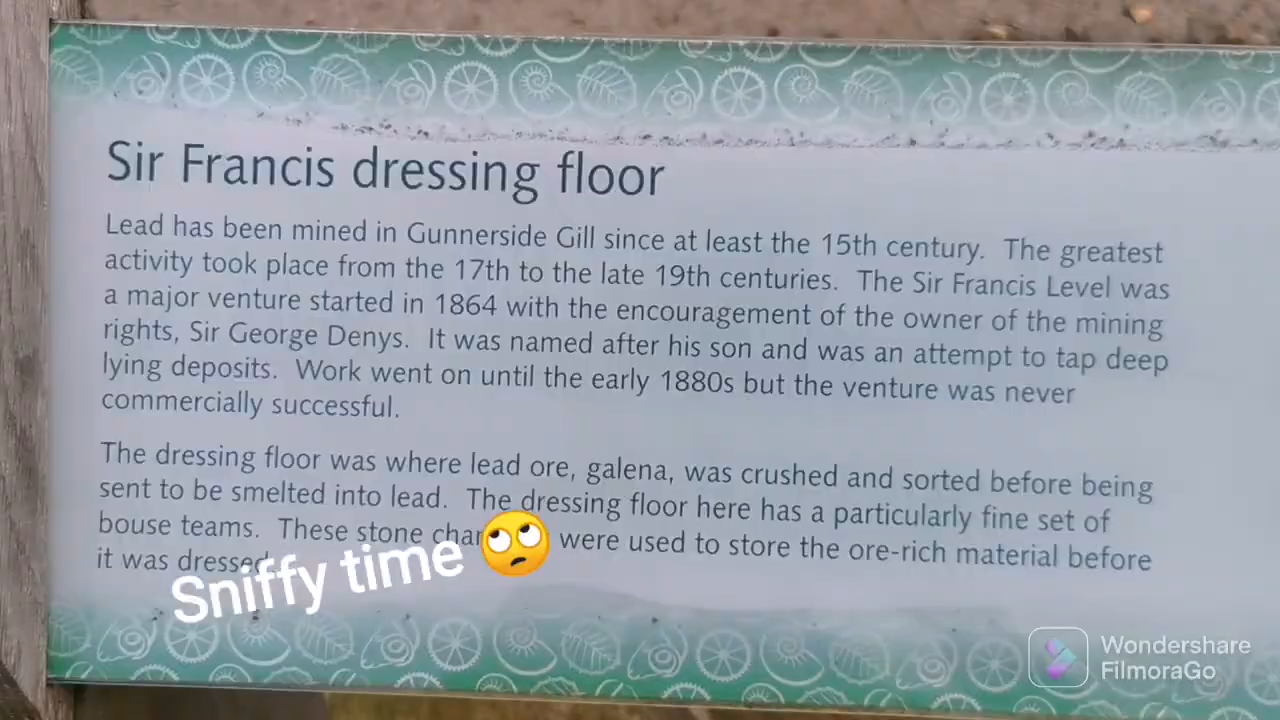 Sir Francis dressing floor
Lead has been mined in Gunnerside Gill since at least the 15th century. The greatest
activity took place from the 17th to the late 19th centuries. The Sir Francis Level was
a major venture started in 1864 with the encouragement of the owner of the mining
rights, Sir George Denys. It was named after his son and was an attempt to tap deep
lying deposits. Work went on until the early 1880s but the venture was never
commercially successful.
The dressing floor was where lead ore, galena, was crushed and sorted before being
sent to be smelted into lead. The dressing floor here has a particularly fine set of
bouse teams. These stone were used to store the ore-rich material before
it was dressed
Sniffy time 🙄
Wondershare
FilmoraGo